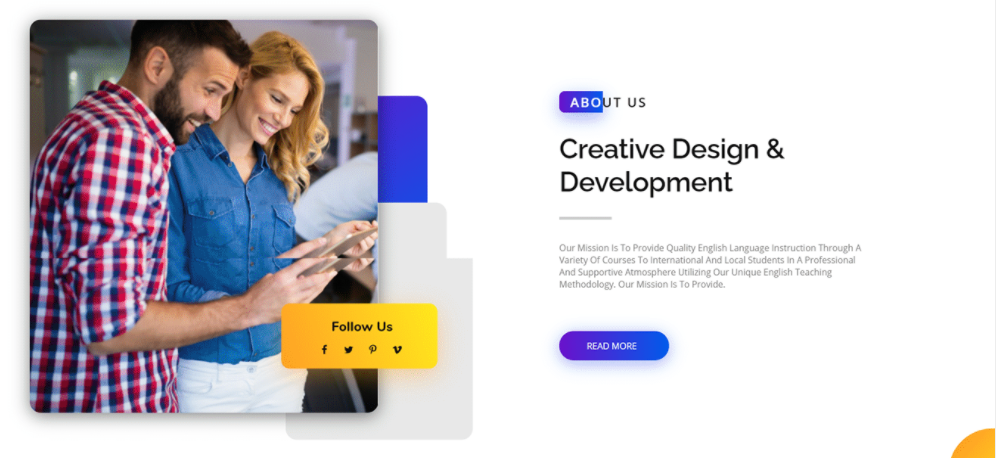 ABOUT US
Creative Design &
Development
Our Mission Is To Provide Quality English Language Instruction Through A
Variety Of Courses To International And Local Students In A Professional
And Supportive Atmosphere Utilizing Our Unique English Teaching
Methodology. Our Mission Is To Provide.
READ MORE
Follow Us